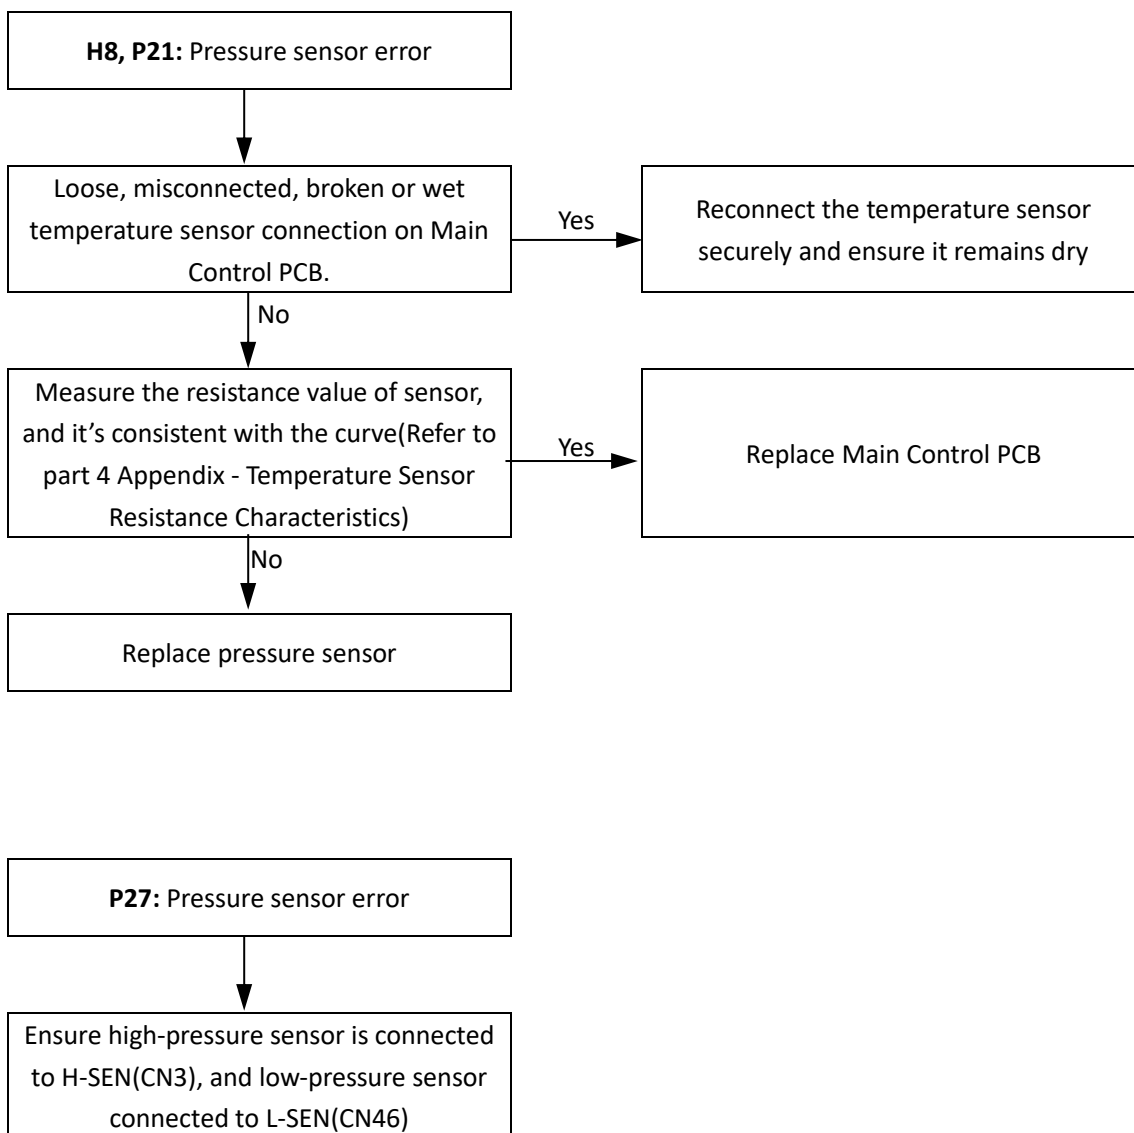 H8, P21: Pressure sensor error
Loose, misconnected, broken or wet
temperature sensor connection on Main
Control PCB.
Yes
Reconnect the temperature sensor
securely and ensure it remains dry
No
Measure the resistance value of sensor,
and it’s consistent with the curve(Refer to
part 4 Appendix - Temperature Sensor
Resistance Characteristics)
Yes
Replace Main Control PCB
No
Replace pressure sensor
P27: Pressure sensor error
Ensure high-pressure sensor is connected
to H-SEN(CN3), and low-pressure sensor
connected to L-SEN(CN46)